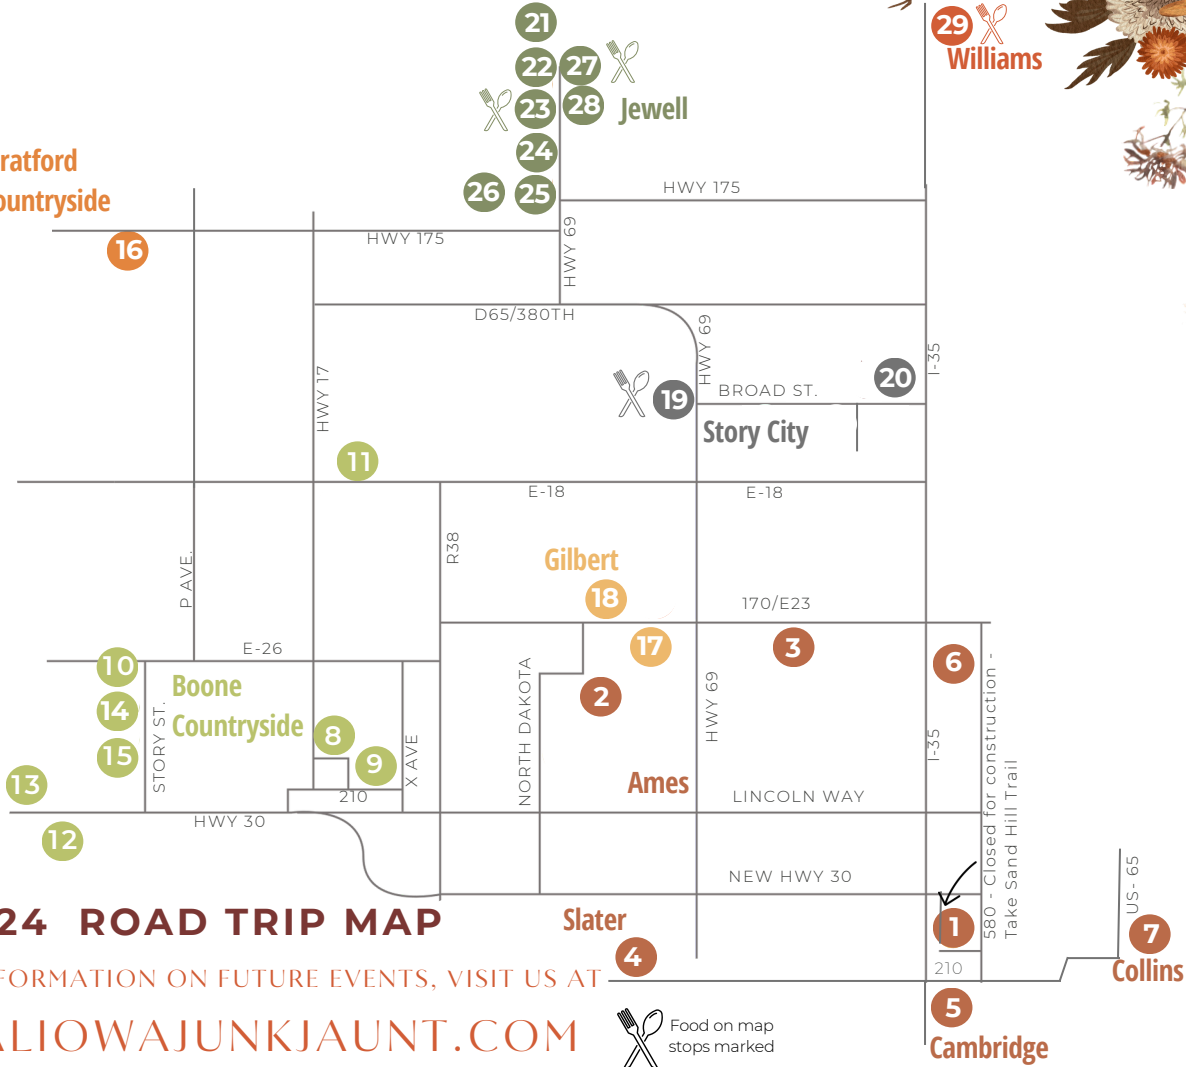 21
29
Williams
22 27
23 28 Jewell
24
26 25
ratford
ountryside
16
HWY 175
HWY 175
HWY 69
D65/380TH
HWY 69
I-35
HWY 17
20
BROAD ST.
19
Story City
11
E-18
E-18
R38
P AVE.
Gilbert
18
170/E23
17
3
6
2
E-26
10
Boone
Countryside
14
15
STORY ST.
8
9
X AVE
13
210
HWY 30
12
NORTH DAKOTA
HWY 69
I-35
Ames
LINCOLN WAY
580 - Closed for construction -
Take Sand Hill Trail
NEW HWY 30
US- 65
24 ROAD TRIP MAP
Slater
4
1
7
Collins
210
FORMATION ON FUTURE EVENTS, VISIT US AT
ALIOWAJUNKJAUNT.COM
Food on map
stops marked
5
Cambridge